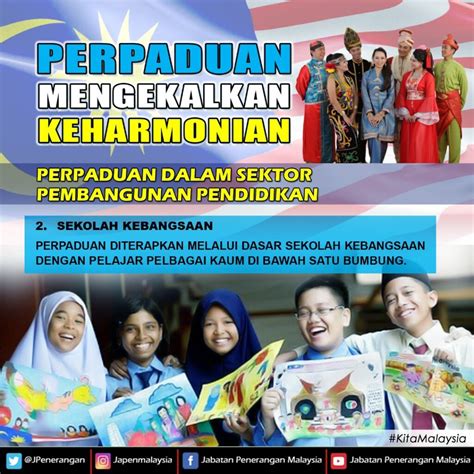 PERPADUAN
MENGEKALKAN
KEHARMONIAN
PERPADUAN DALAM SEKTOR
PEMBANGUNAN PENDIDIKAN
2. SEKOLAH KEBANGSAAN
PERPADUAN DITERAPKAN MELALUI DASAR SEKOLAH KEBANGSAAN
DENGAN PELAJAR PELBAGAI KAUM DI BAWAH SATU BUMBUNG.
#KitaMalaysia
@JPenerangan Japenmalaysia Jabatan Penerangan Malaysia Jabatan Penerangan Malaysia